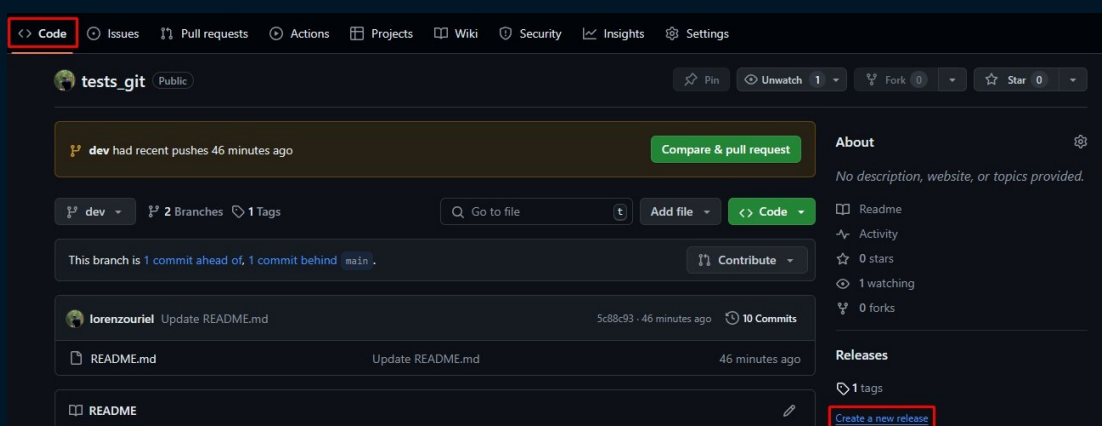 <> Code Issues Pull requests Actions Projects Wiki Security Insights Settings
tests_git Public Pin Unwatch 1 Fork 0 Star 0
dev had recent pushes 46 minutes ago Compare & pull request
About
No description, website, or topics provided.
dev 2 Branches 1 Tags Go to file t Add file <> Code
Readme
Activity
This branch is 1 commit ahead of, 1 commit behind main . Contribute
0 stars
1 watching
0 forks
lorenzouriel Update README.md 5c88c93 · 46 minutes ago 10 Commits
README.md Update README.md 46 minutes ago
Releases
1 tags
README
Create a new release